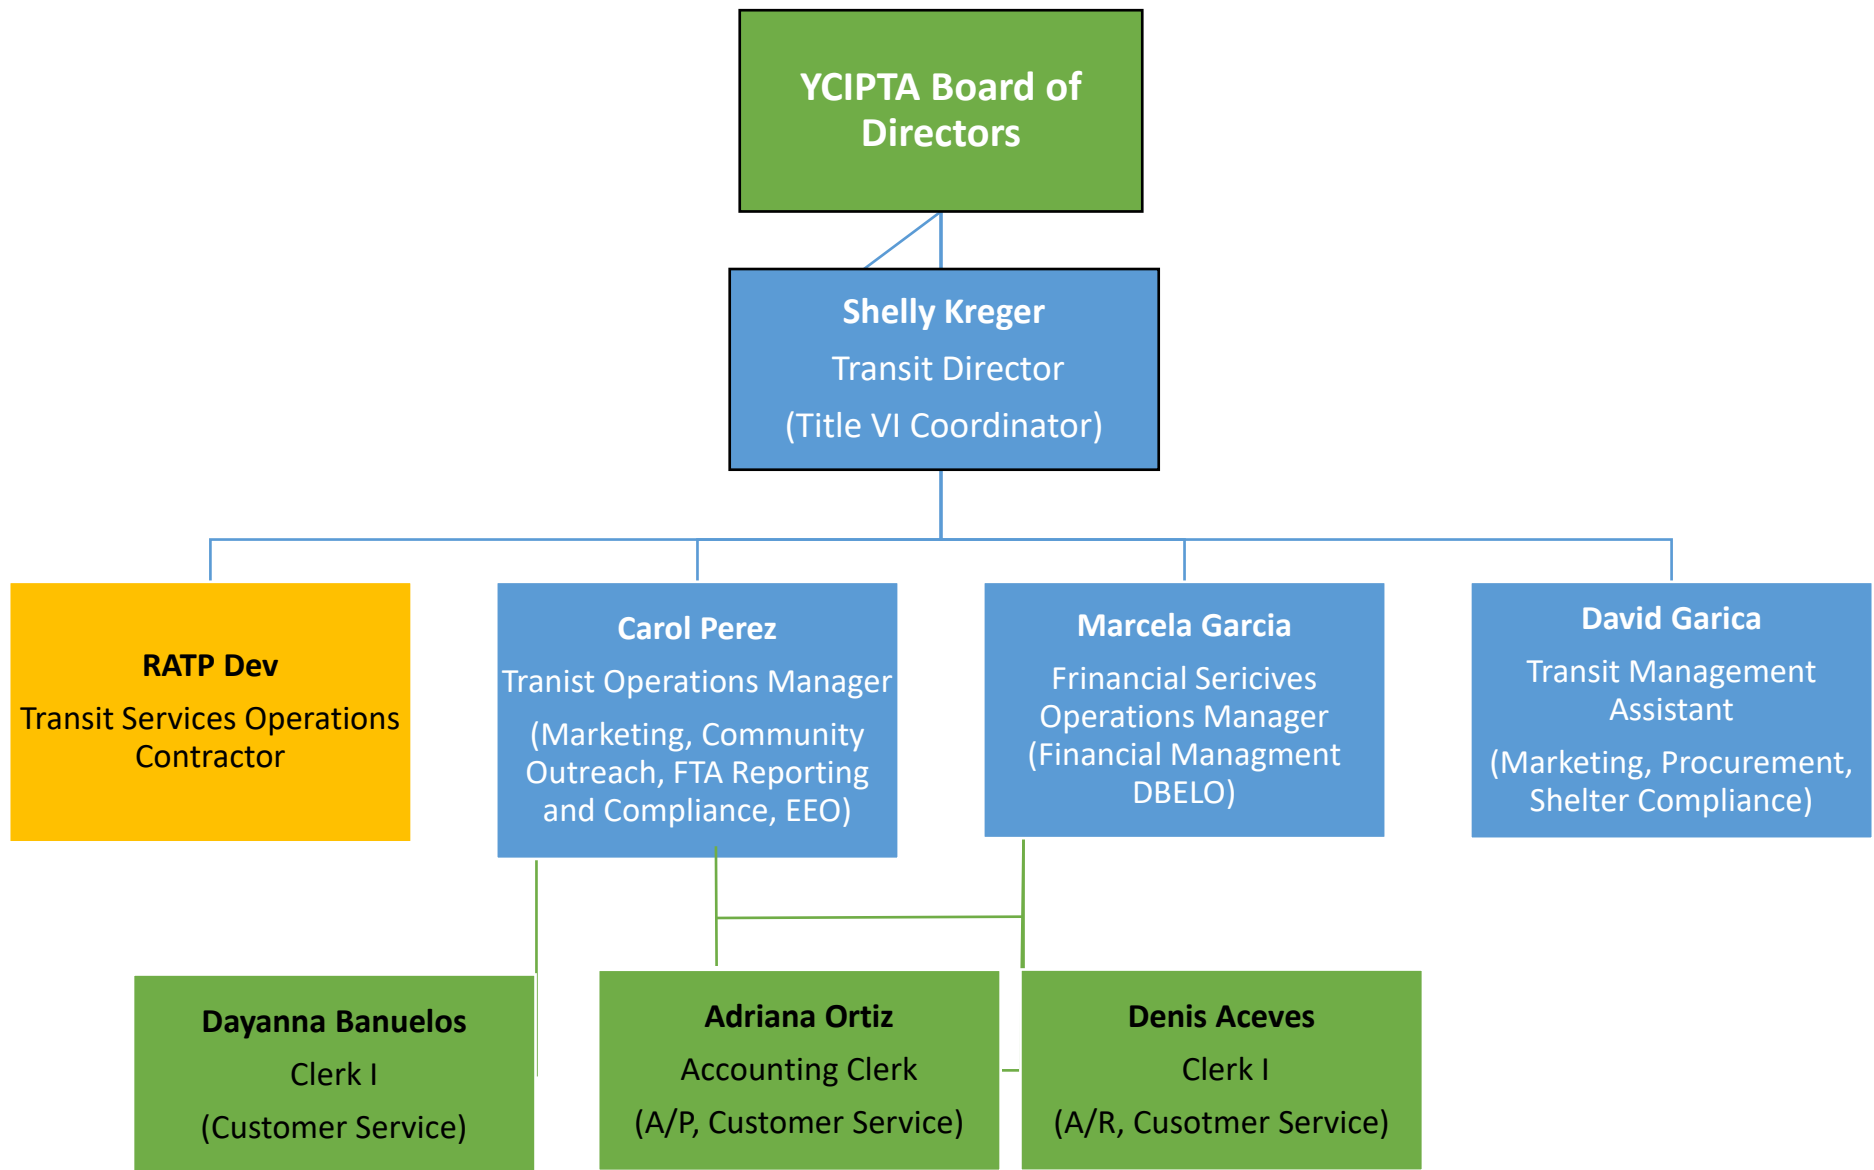 YCIPTA Board of
Directors
Shelly Kreger
Transit Director
(Title VI Coordinator)
RATP Dev
Transit Services Operations
Contractor
Carol Perez
Tranist Operations Manager
(Marketing, Community
Outreach, FTA Reporting
and Compliance, EEO)
Marcela Garcia
Frinancial Sericives
Operations Manager
(Financial Managment
DBELO)
David Garica
Transit Management
Assistant
(Marketing, Procurement,
Shelter Compliance)
Dayanna Banuelos
Clerk I
(Customer Service)
Adriana Ortiz
Accounting Clerk
(A/P, Customer Service)
Denis Aceves
Clerk I
(A/R, Cusotmer Service)